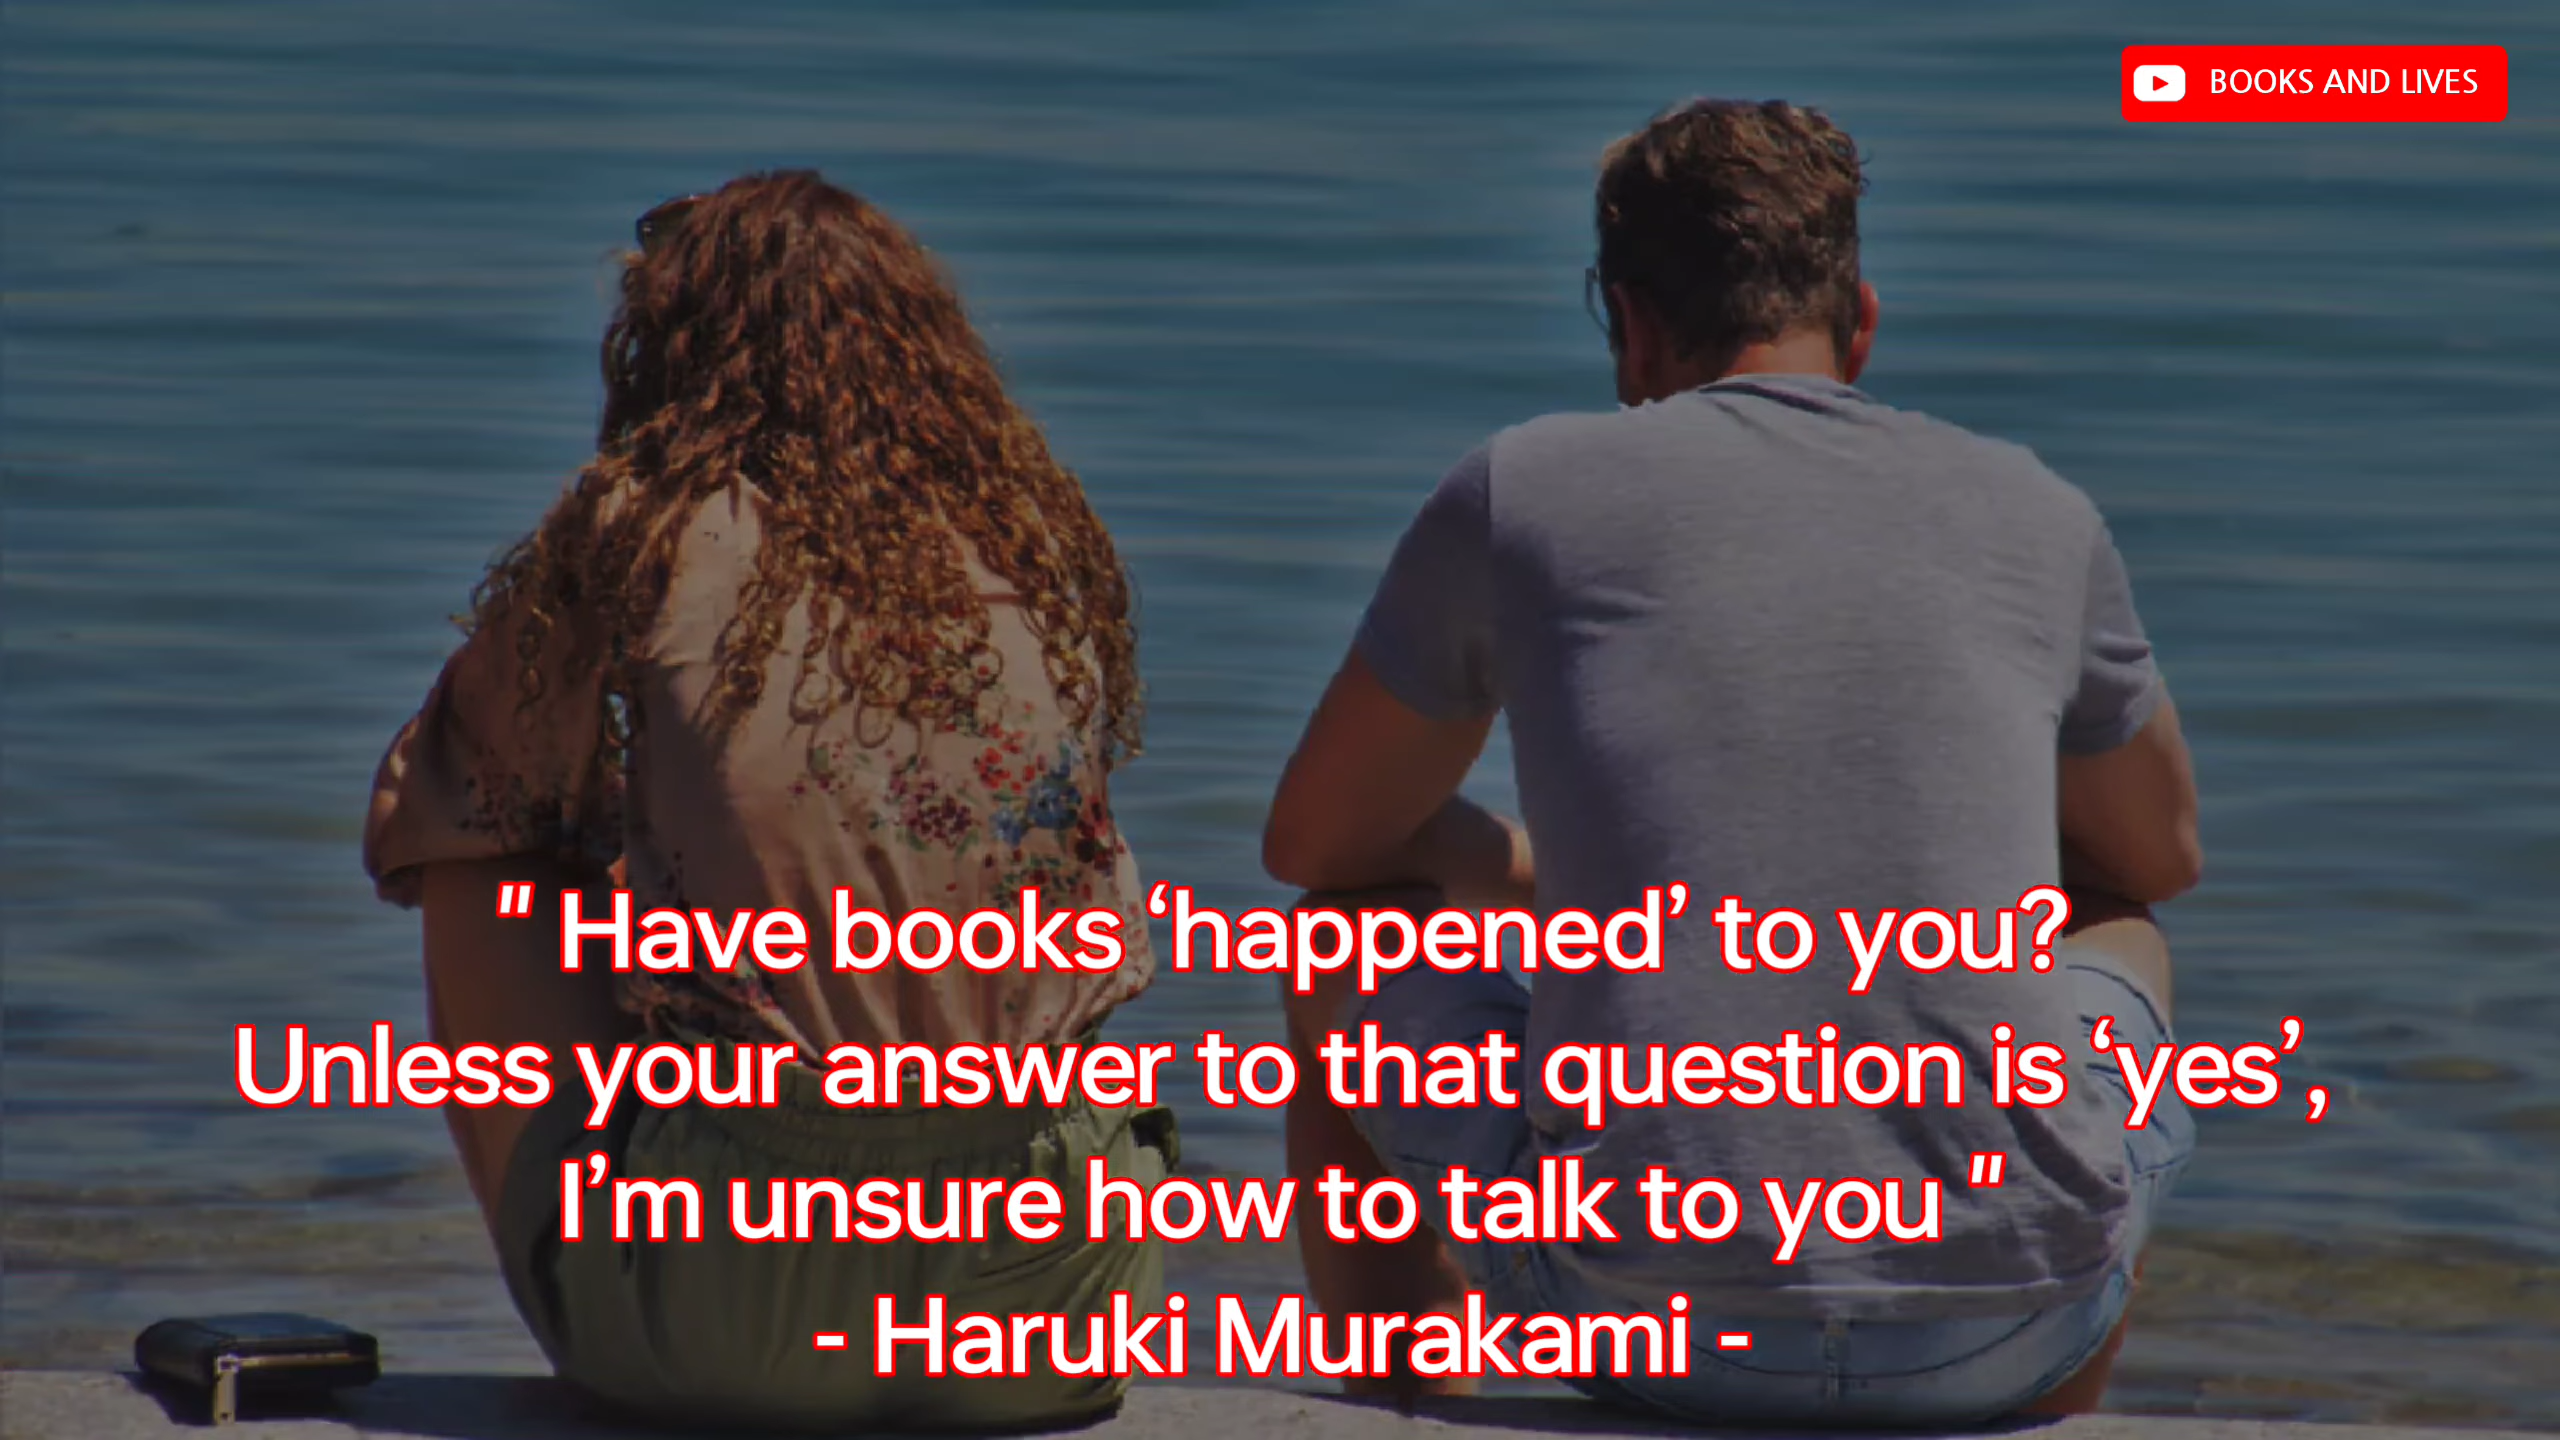 BOOKS AND LIVES
" Have books ‘happened’ to you?
Unless your answer to that question is ‘yes’,
I’m unsure how to talk to you "
- Haruki Murakami -